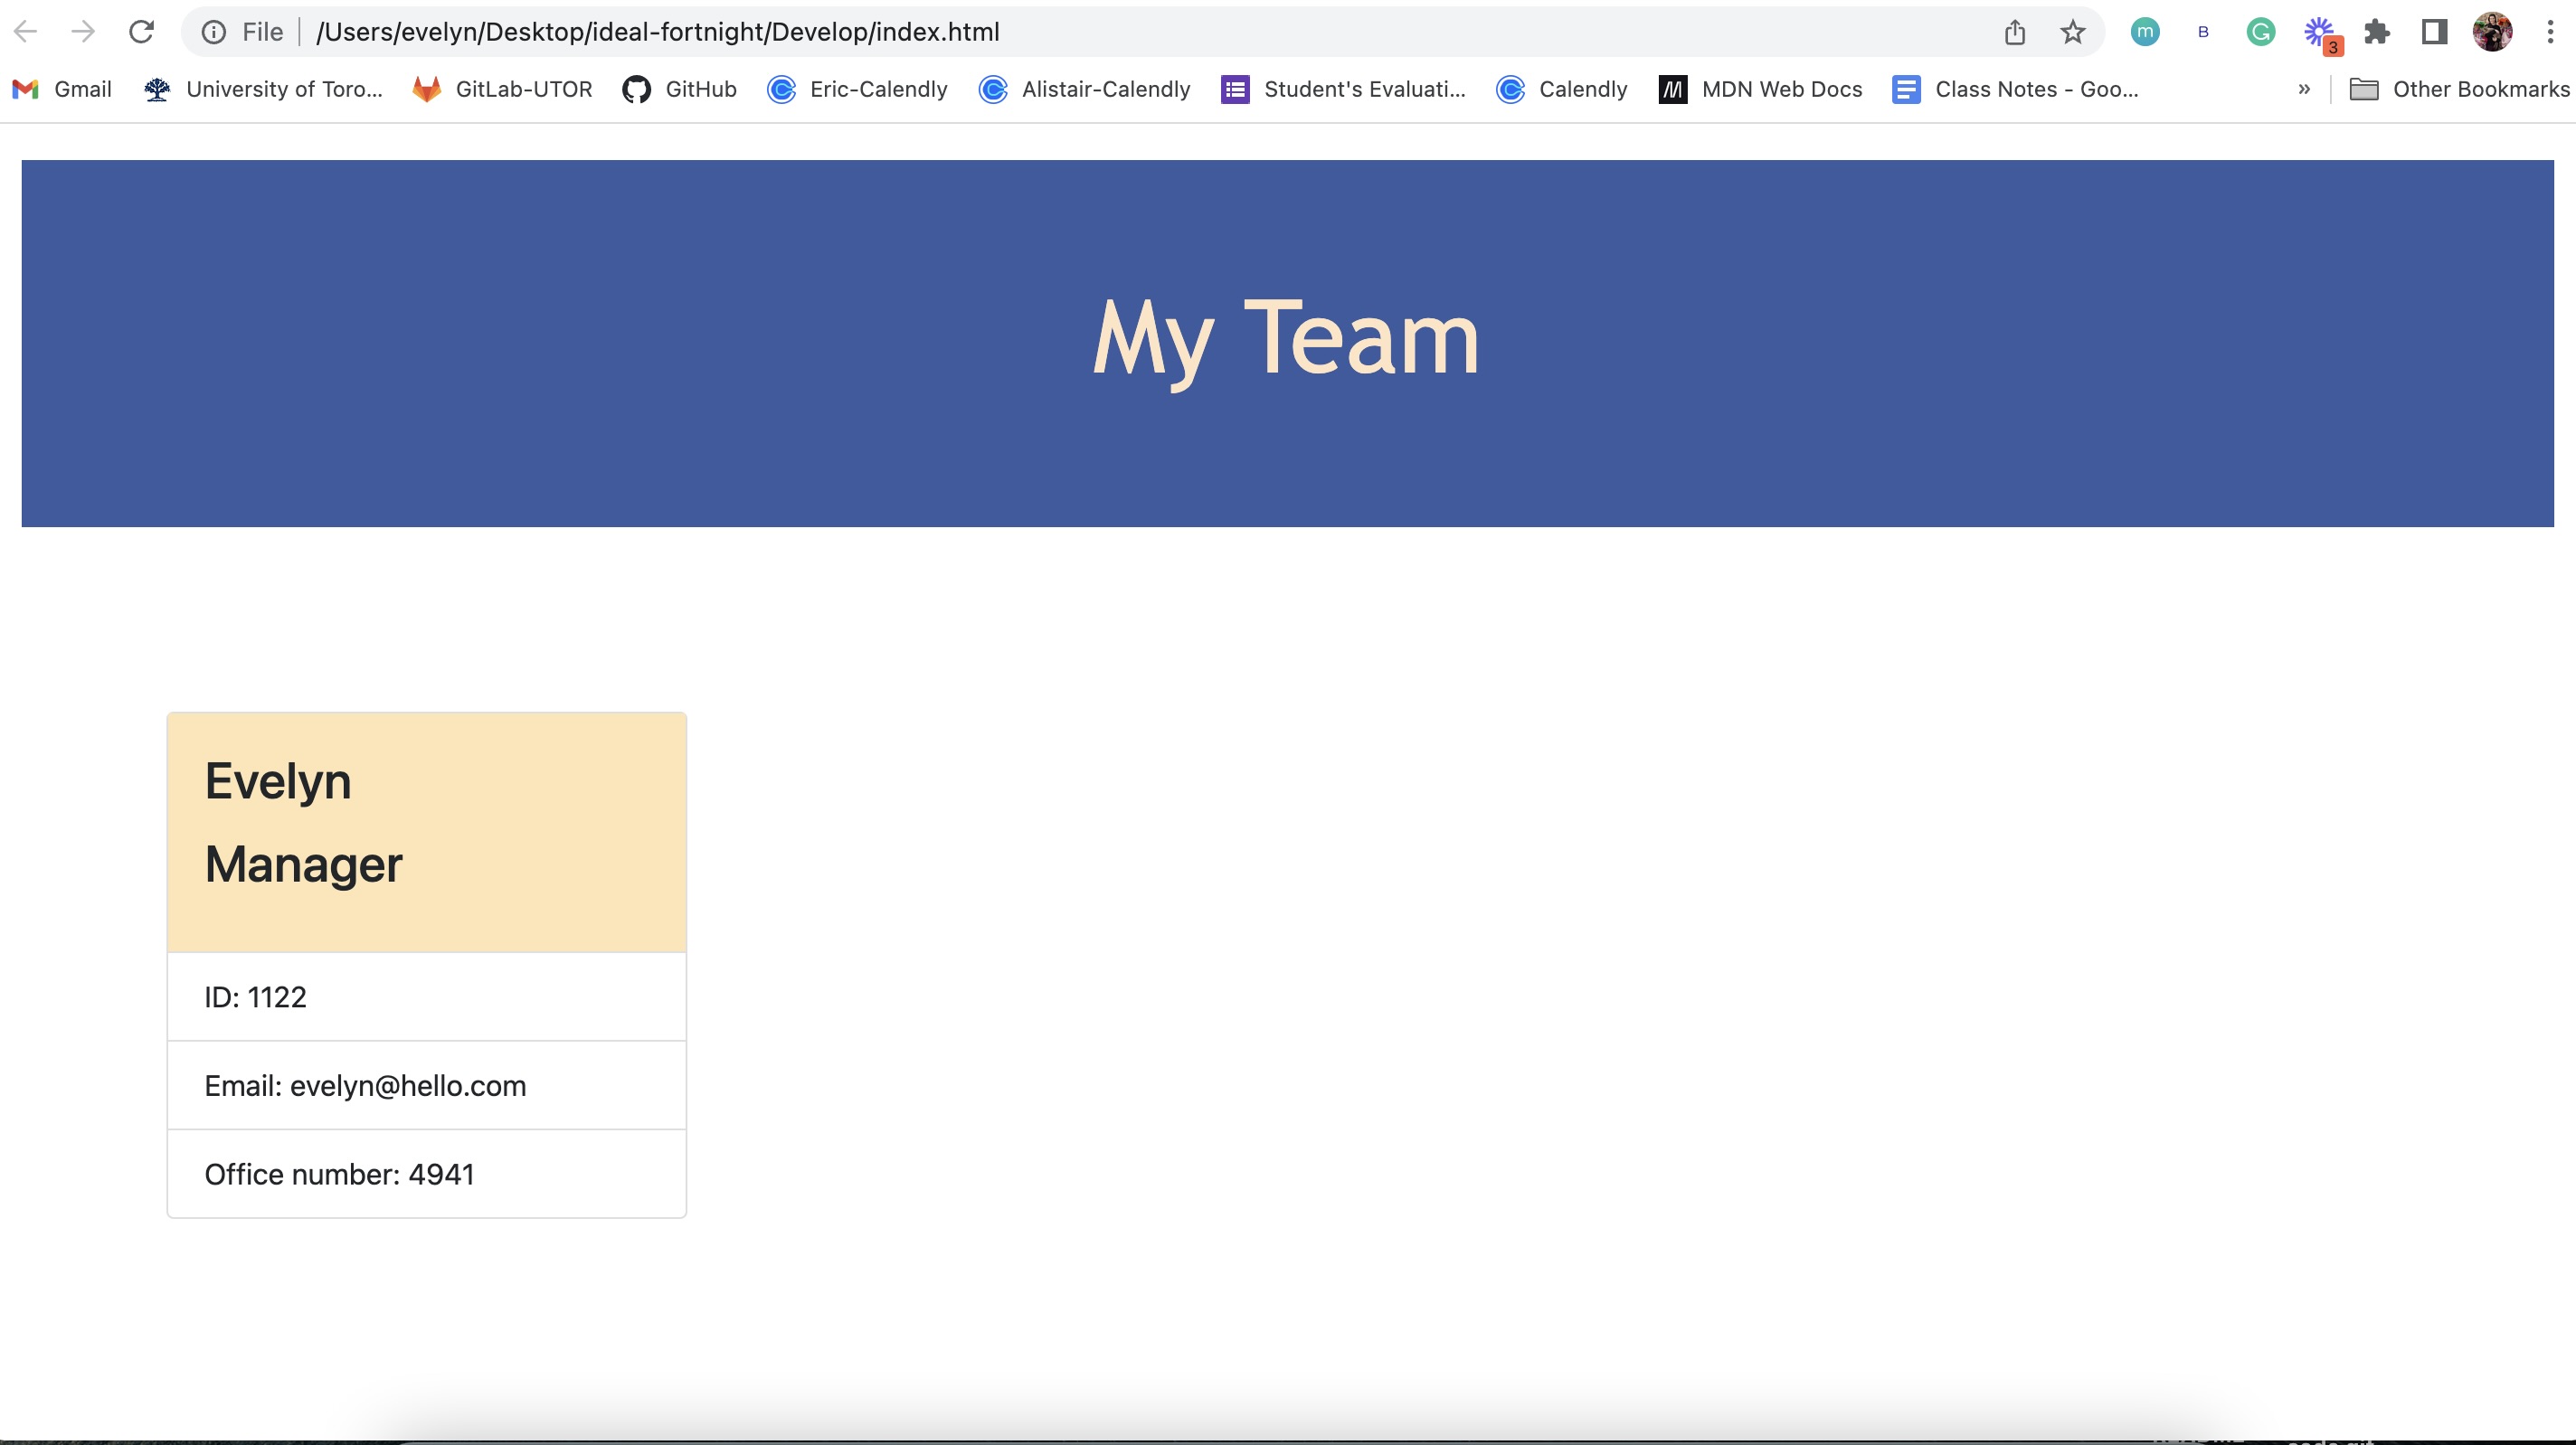 File /Users/evelyn/Desktop/ideal-fortnight/Develop/index.html m B G 3
Gmail University of Toro... GitLab-UTOR GitHub Eric-Calendly Alistair-Calendly Student's Evaluati... Calendly MDN Web Docs Class Notes - Goo... » Other Bookmarks
My Team
Evelyn
Manager
ID: 1122
Email: evelyn@hello.com
Office number: 4941